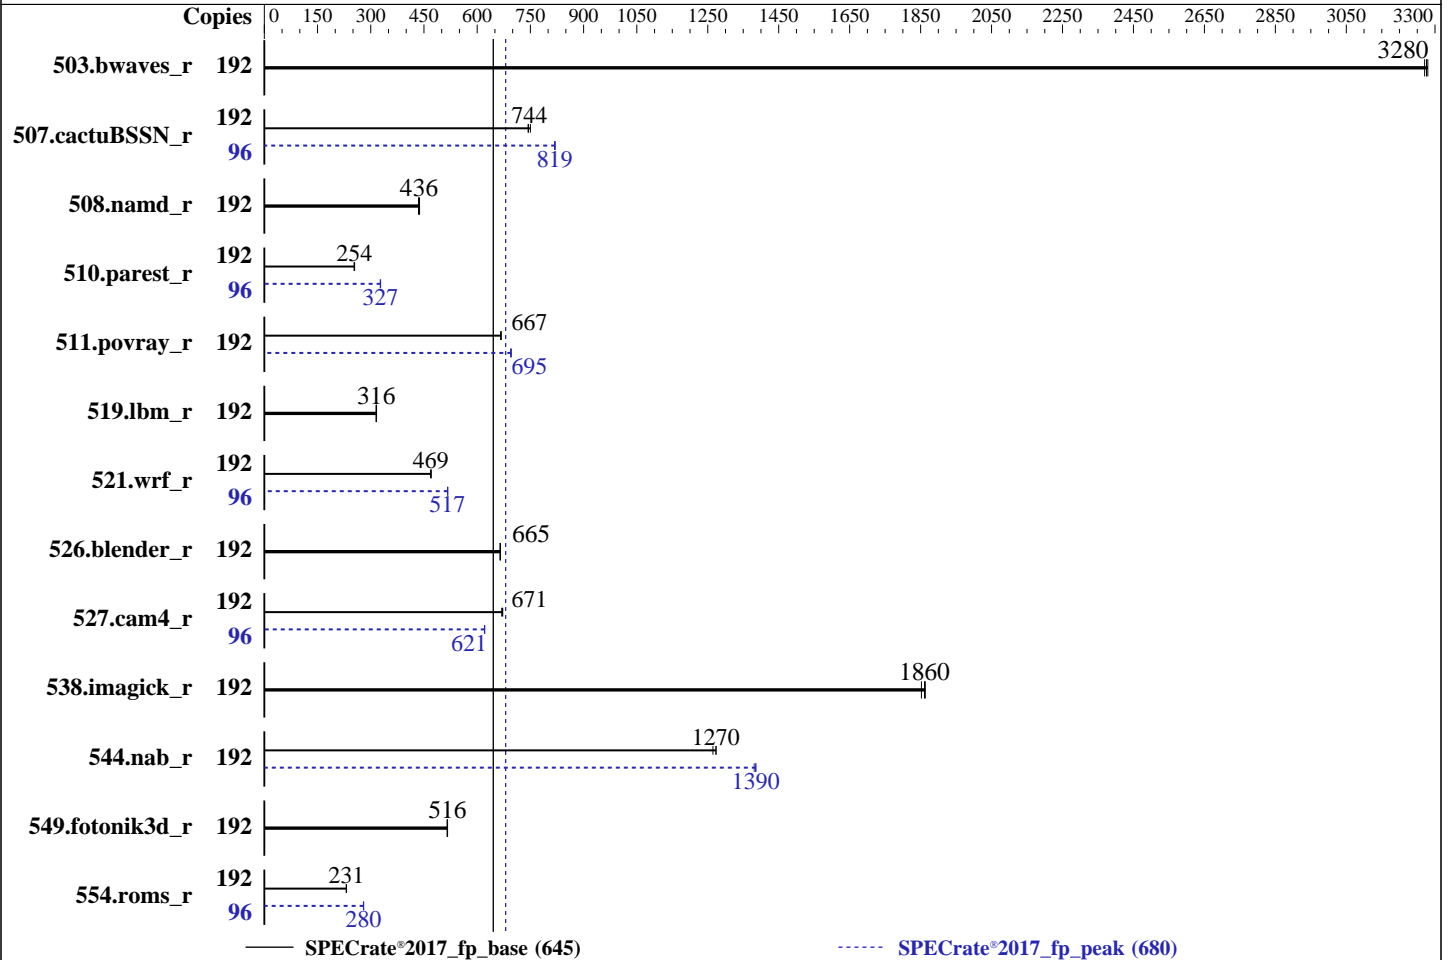 Copies 0 150 300 450 600 750 900 1050 1250 1450 1650 1850 2050 2250 2450 2650 2850 3050 3300
503.bwaves_r 192 3280
507.cactuBSSN_r 192 744
96 819
508.namd_r 192 436
510.parest_r 192 254
96 327
511.povray_r 192 667
695
519.lbm_r 192 316
521.wrf_r 192 469
96 517
526.blender_r 192 665
527.cam4_r 192 671
96 621
538.imagick_r 192 1860
544.nab_r 192 1270
1390
549.fotonik3d_r 192 516
554.roms_r 192 231
96 280
SPECrate®2017_fp_base (645) SPECrate®2017_fp_peak (680)